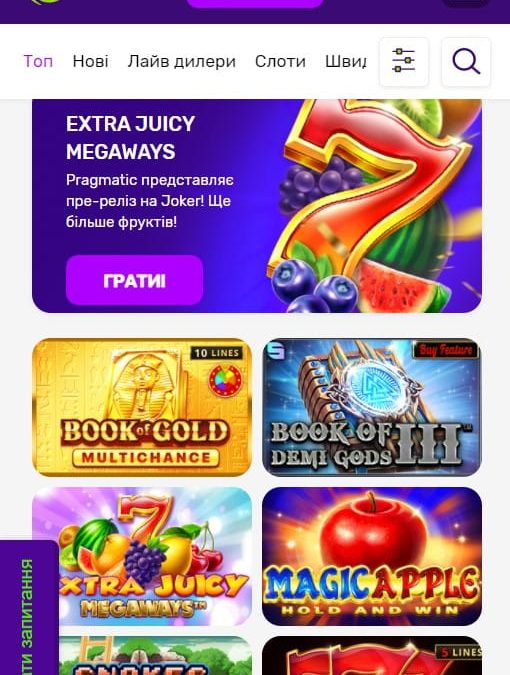 Топ Нові Лайв дилери Слоти Швид
EXTRA JUICY
MEGAWAYS
Pragmatic представляє
пре-реліз на Joker! Ще
більше фруктів!
ГРАТИ!
10 LINES
BOOK of GOLD
MULTICHANCE
Buy Feature
BOOK OF
DEMI GODS III
EXTRA JUICY
MEGAWAYS™
MAGIC APPLE
HOLD AND WIN
ти запитання
5 LINES